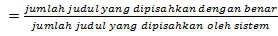 = jumlah judul yang dipisahkan dengan benar
jumlah judul yang dipisahkan oleh sistem